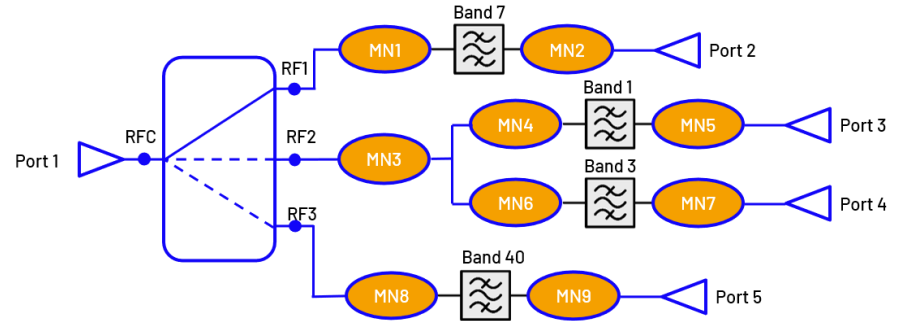 Band 7
MN1
MN2
Port 2
RF1
Band 1
MN4
MN5
Port 3
RFC
RF2
Port 1
MN3
Band 3
MN6
MN7
Port 4
RF3
Band 40
MN8
MN9
Port 5